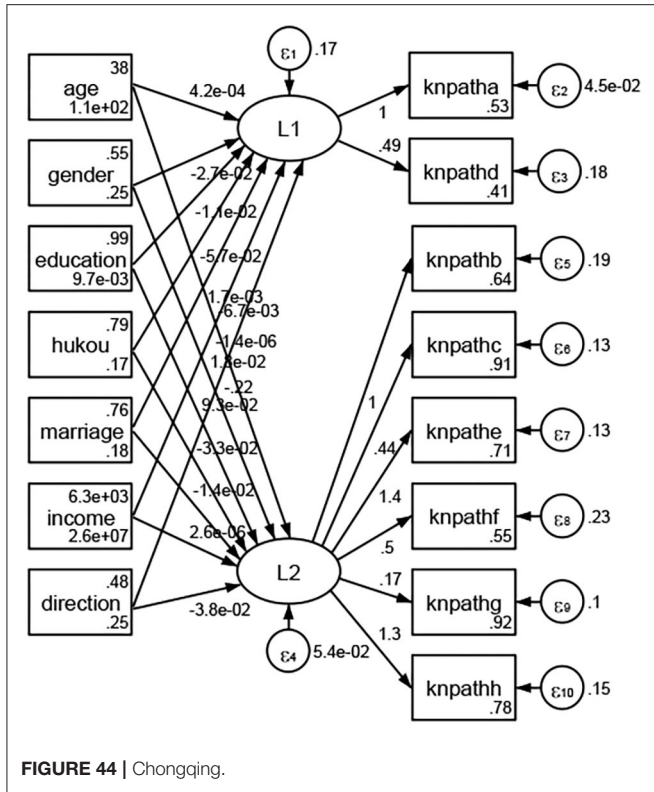 38
age
1.1e+02
.55
gender
.25
.99
education
9.7e-03
.79
hukou
.17
.76
marriage
.18
6.3e+03
income
2.6e+07
.48
direction
.25
ε1 .17
L1
4.2e-04
-2.7e-02
-1.1e-02
-5.7e-02
1.7e-03
-6.7e-03
-1.4e-06
1.8e-02
-.22
9.3e-02
-3.3e-02
-1.4e-02
2.6e-06
-3.8e-02
L2
ε4 5.4e-02
1
.49
1
.44
1.4
.5
.17
1.3
knpatha
.53
ε2 4.5e-02
knpathd
.41
ε3 .18
knpathb
.64
ε5 .19
knpathc
.91
ε6 .13
knpathe
.71
ε7 .13
knpathf
.55
ε8 .23
knpathg
.92
ε9 .1
knpathh
.78
ε10 .15
FIGURE 44 | Chongqing.